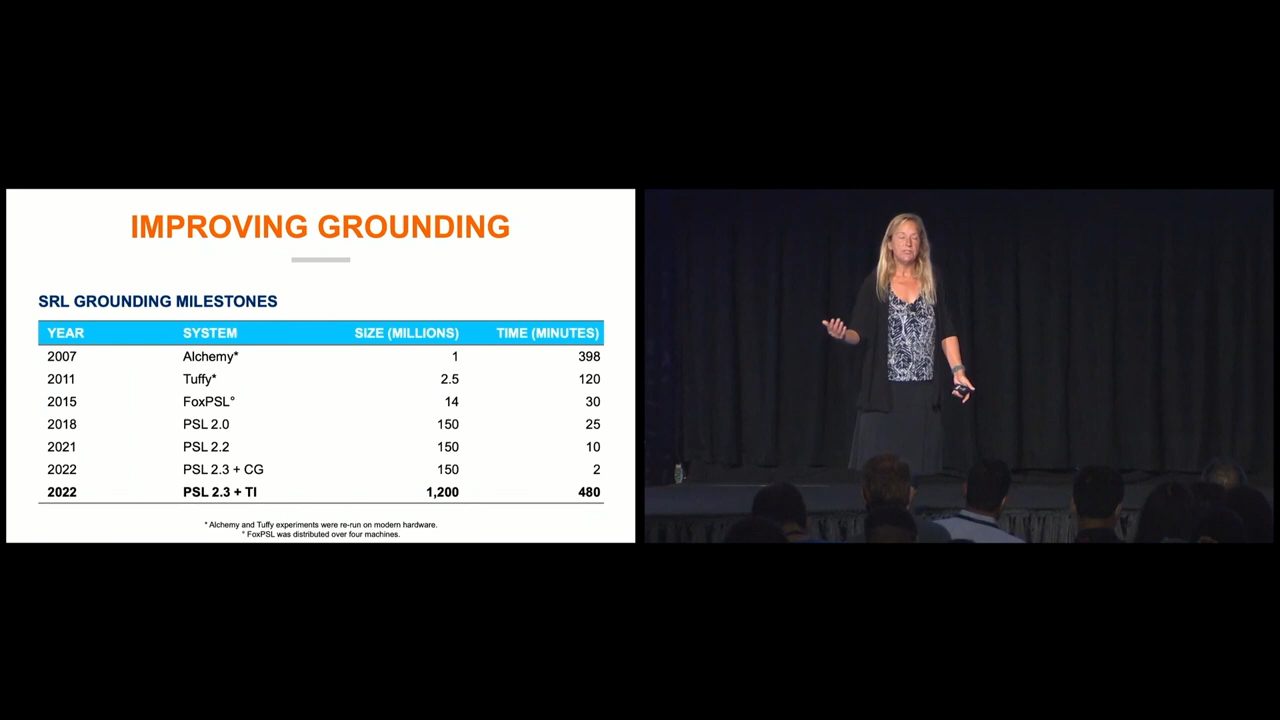 IMPROVING GROUNDING
SRL GROUNDING MILESTONES
YEAR SYSTEM SIZE (MILLIONS) TIME (MINUTES)
2007 Alchemy* 1 398
2011 Tuffy* 2.5 120
2015 FoxPSL° 14 30
2018 PSL 2.0 150 25
2021 PSL 2.2 150 10
2022 PSL 2.3 + CG 150 2
2022 PSL 2.3 + TI 1,200 480
* Alchemy and Tuffy experiments were re-run on modern hardware.
° FoxPSL was distributed over four machines.